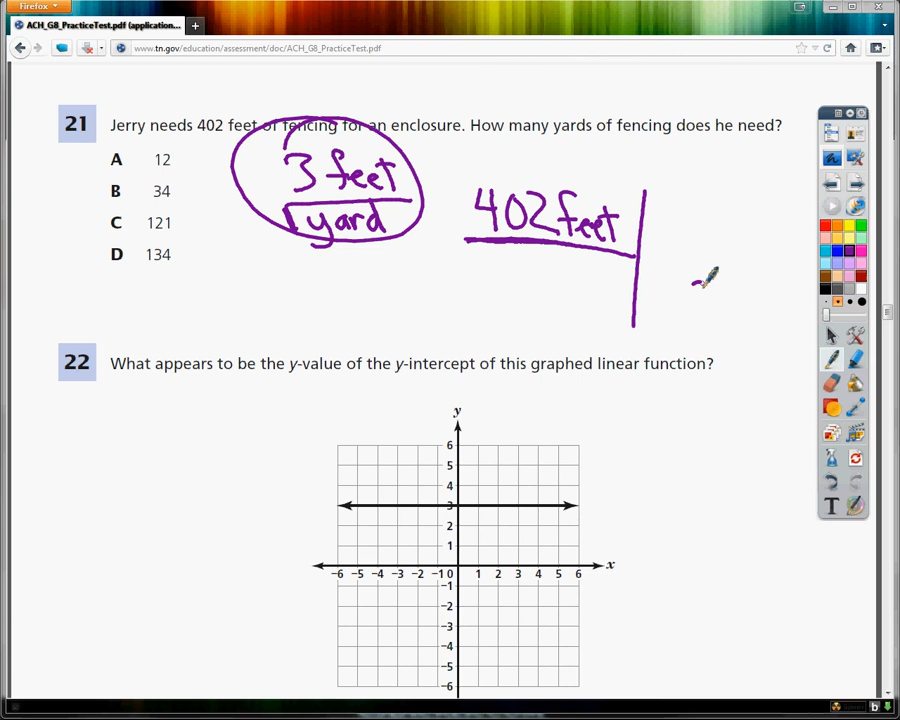 Firefox
ACH_G8_PracticeTest.pdf (application...
www.tn.gov/education/assessment/doc/ACH_G8_PracticeTest.pdf
21 Jerry needs 402 feet of fencing for an enclosure. How many yards of fencing does he need?
A 12
B 34
C 121
D 134
3 feet
1 yard
402 feet
22 What appears to be the y-value of the y-intercept of this graphed linear function?
y
6
5
4
3
2
1
x
-6 -5 -4 -3 -2 -1 0 1 2 3 4 5 6
-1
-2
-3
-4
-5
-6